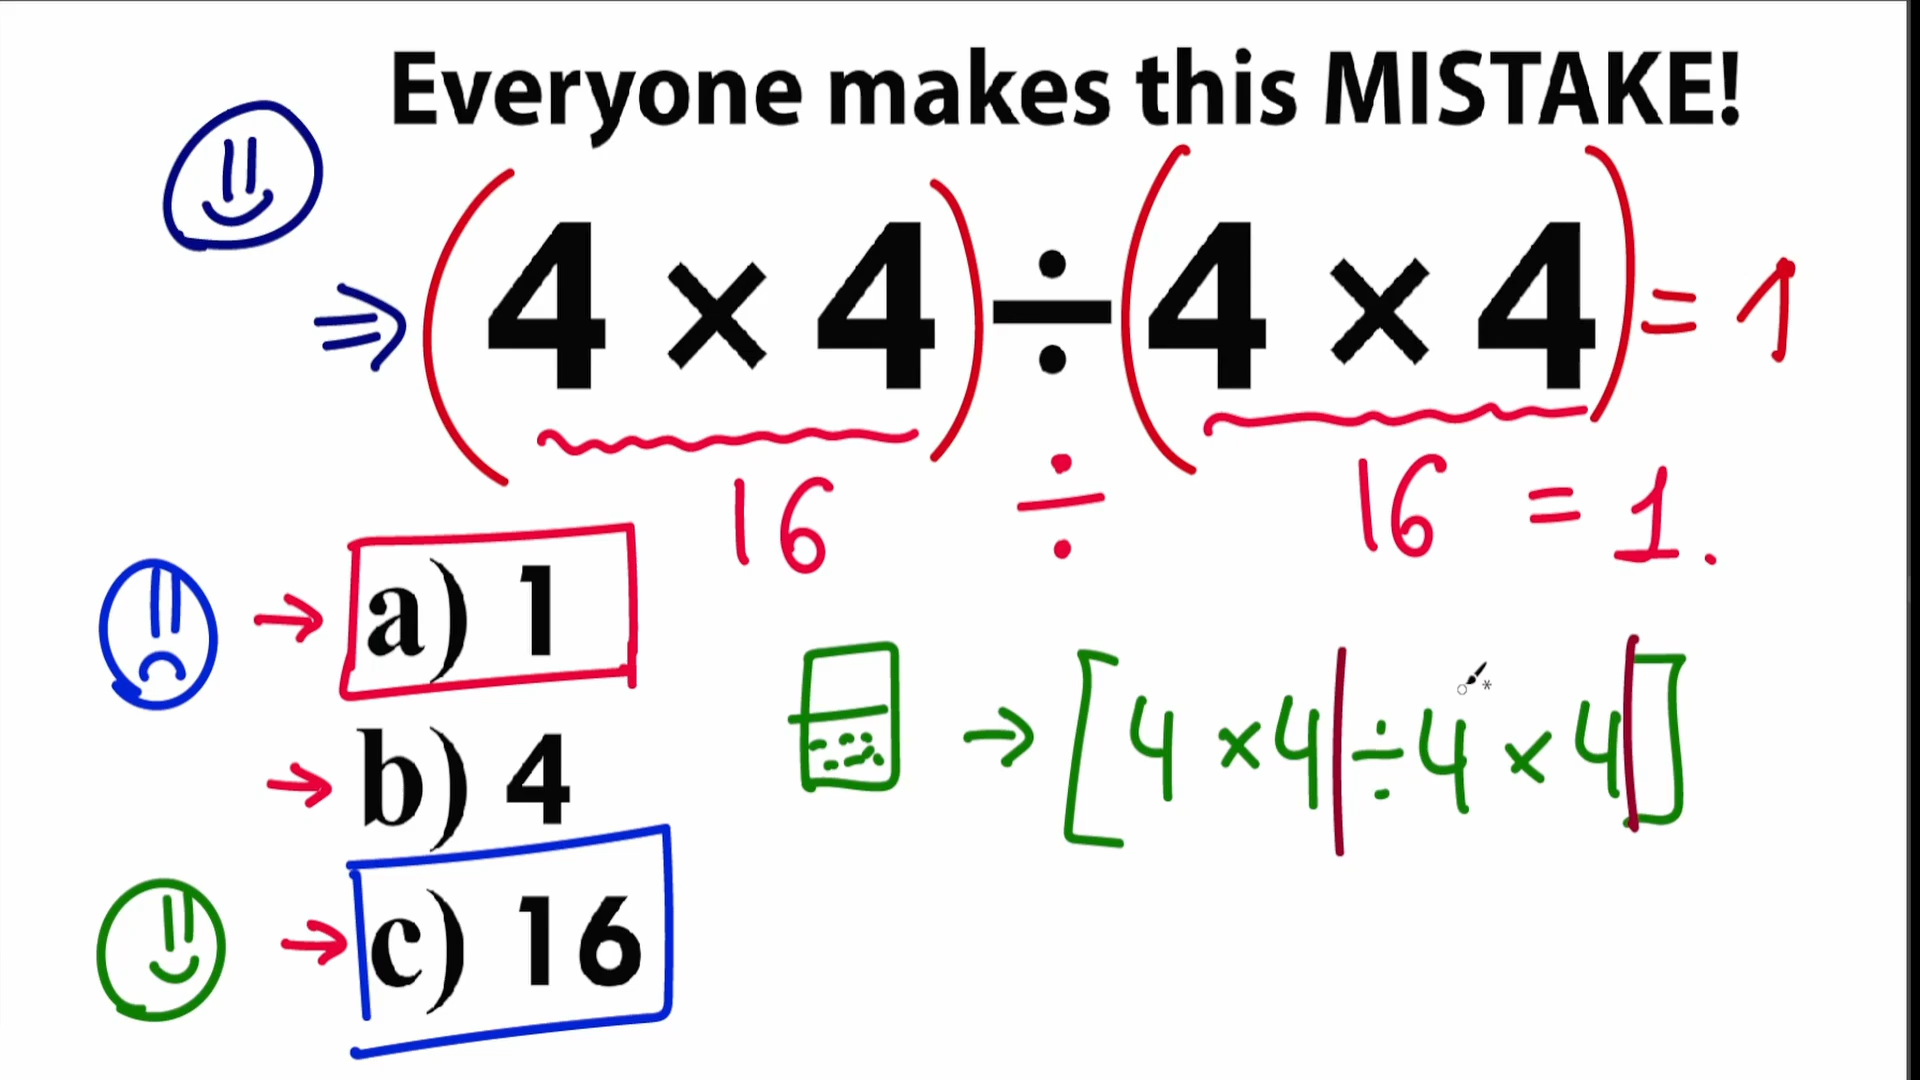 Everyone makes this MISTAKE!
(4 × 4) ÷ (4 × 4) = 1
16 ÷ 16 = 1.
a) 1
b) 4
[4 × 4 | ÷ 4 × 4 | ]
c) 16